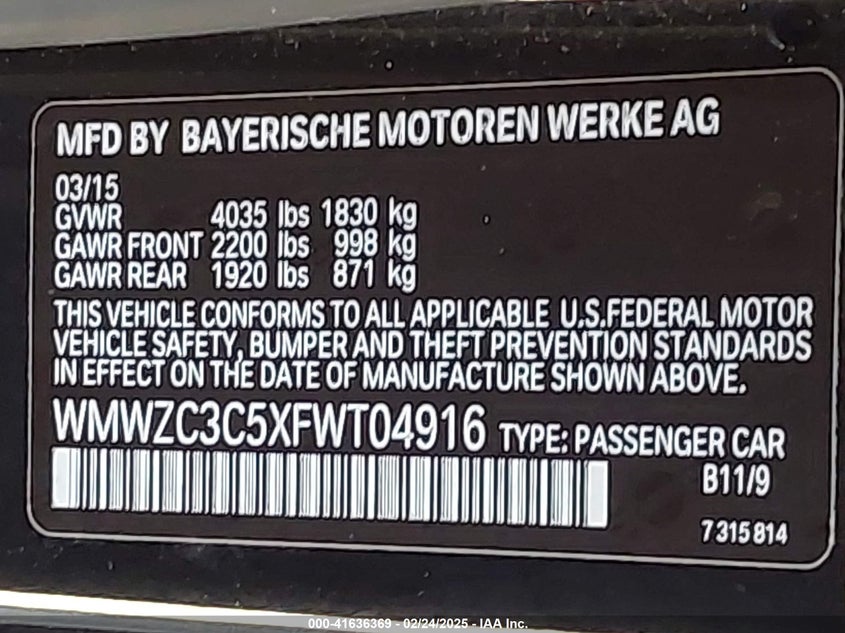 MFD BY BAYERISCHE MOTOREN WERKE AG
03/15
GVWR 4035 lbs 1830 kg
GAWR FRONT 2200 lbs 998 kg
GAWR REAR 1920 lbs 871 kg
THIS VEHICLE CONFORMS TO ALL APPLICABLE U.S.FEDERAL MOTOR
VEHICLE SAFETY, BUMPER AND THEFT PREVENTION STANDARDS
IN EFFECT ON THE DATE OF MANUFACTURE SHOWN ABOVE.
WMWZC3C5XFWT04916 TYPE: PASSENGER CAR
B11/9
7315814
000-41636369 - 02/24/2025 - IAA Inc.